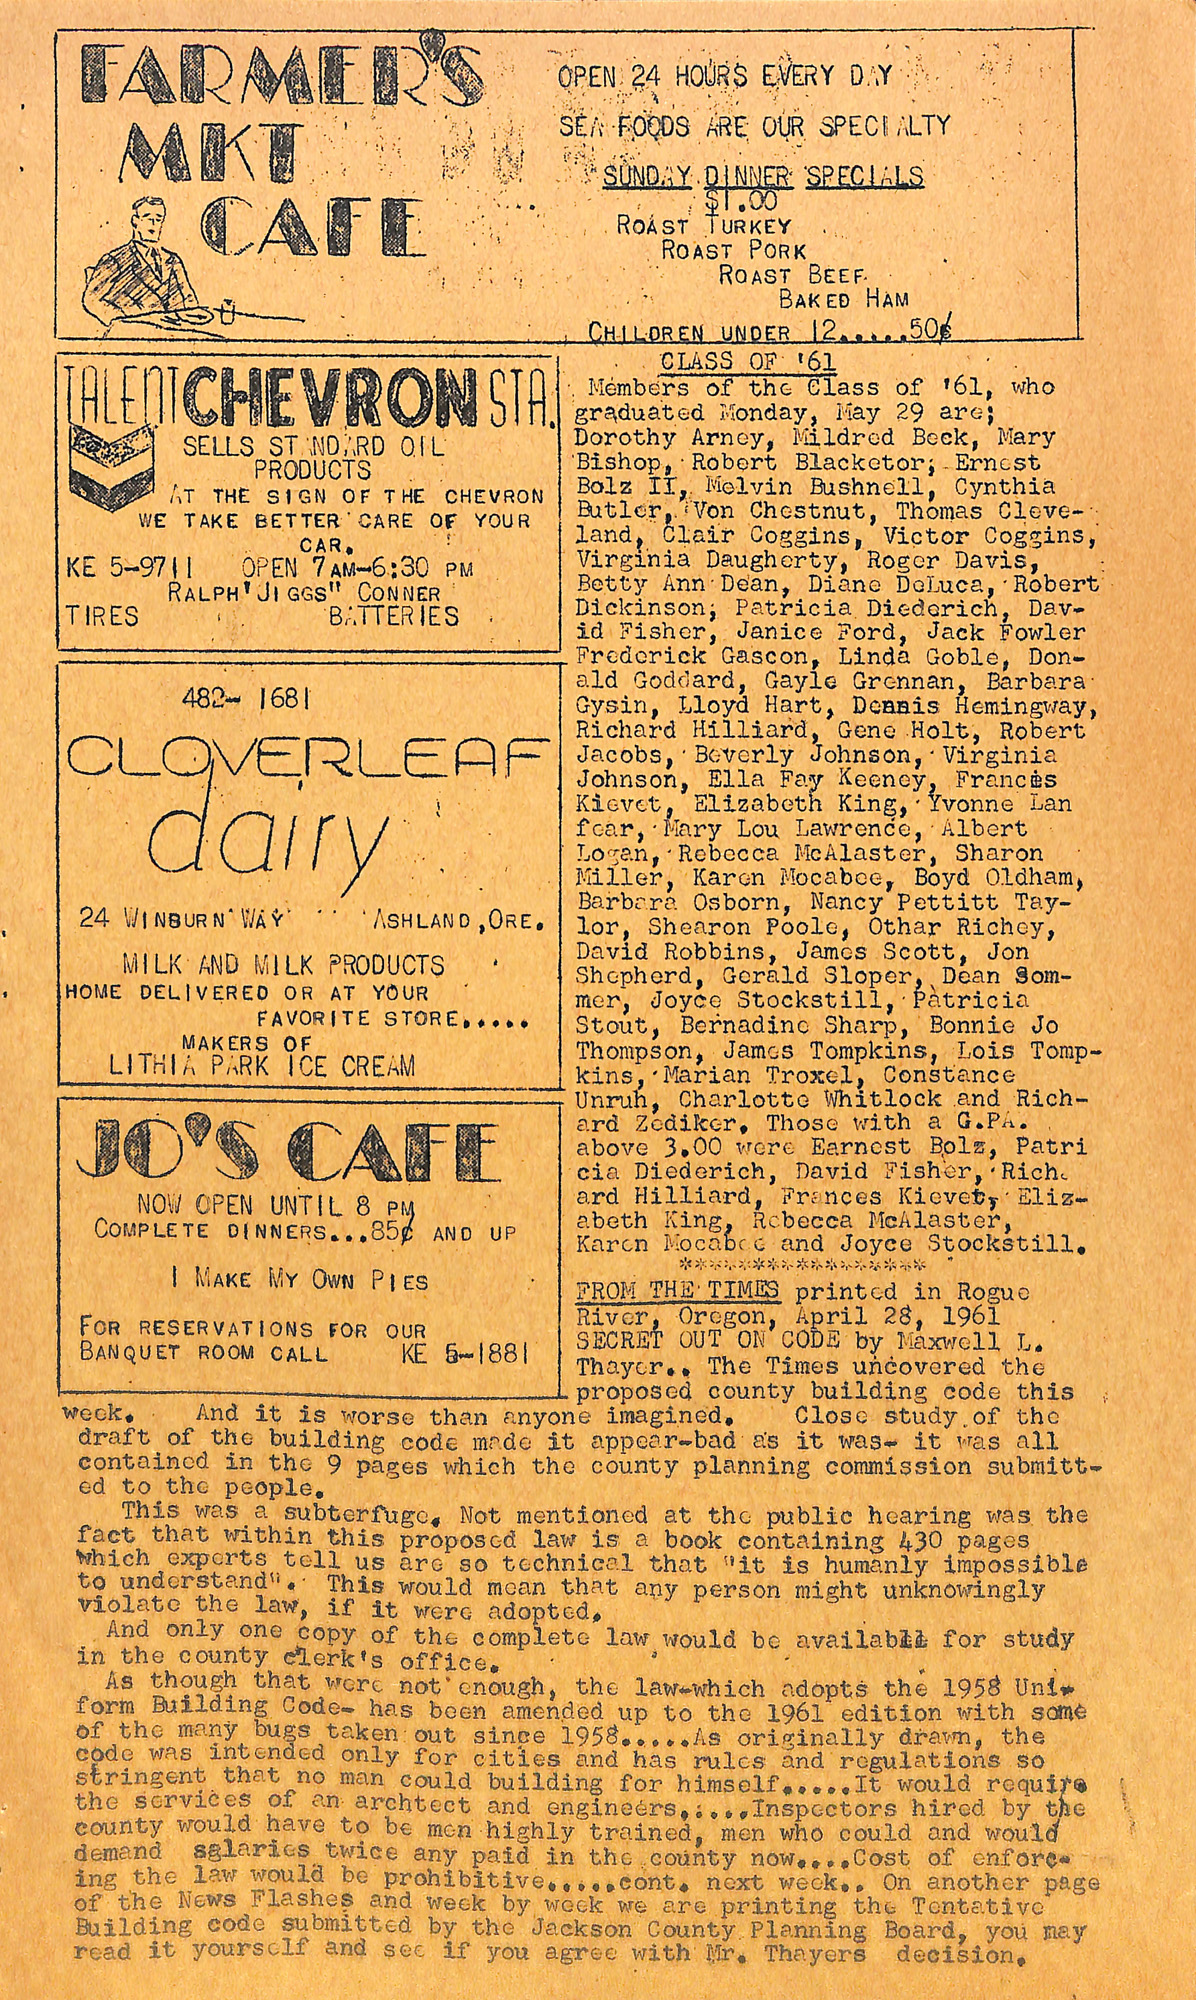 FARMER'S
MKT
CAFE
OPEN 24 HOURS EVERY DAY
SEA FOODS ARE OUR SPECIALTY
SUNDAY DINNER SPECIALS
$1.00
ROAST TURKEY
ROAST PORK
ROAST BEEF
BAKED HAM
CHILDREN UNDER 12.....50¢
TALENT CHEVRON STA.
SELLS STANDARD OIL
PRODUCTS
AT THE SIGN OF THE CHEVRON
WE TAKE BETTER CARE OF YOUR
CAR.
KE 5-9711 OPEN 7AM-6:30 PM
RALPH "JIGGS" CONNER
TIRES BATTERIES
482- 1681
CLOVERLEAF
dairy
24 WINBURN WAY ASHLAND,ORE.
MILK AND MILK PRODUCTS
HOME DELIVERED OR AT YOUR
FAVORITE STORE.....
MAKERS OF
LITHIA PARK ICE CREAM
JO'S CAFE
NOW OPEN UNTIL 8 PM
COMPLETE DINNERS...85¢ AND UP
I MAKE MY OWN PIES
FOR RESERVATIONS FOR OUR
BANQUET ROOM CALL KE 5-1881
CLASS OF '61
Members of the Class of '61, who
graduated Monday, May 29 are;
Dorothy Arney, Mildred Beck, Mary
Bishop, Robert Blacketor; Ernest
Bolz II, Melvin Bushnell, Cynthia
Butler, Von Chestnut, Thomas Cleve-
land, Clair Coggins, Victor Coggins,
Virginia Daugherty, Roger Davis,
Betty Ann Dean, Diane DeLuca, Robert
Dickinson; Patricia Diederich, Dav-
id Fisher, Janice Ford, Jack Fowler
Frederick Gascon, Linda Goble, Don-
ald Goddard, Gayle Grennan, Barbara
Gysin, Lloyd Hart, Dennis Hemingway,
Richard Hilliard, Gene Holt, Robert
Jacobs, Beverly Johnson, Virginia
Johnson, Ella Fay Keeney, Frances
Kievet, Elizabeth King, Yvonne Lan
fear, Mary Lou Lawrence, Albert
Logan, Rebecca McAlaster, Sharon
Miller, Karen Mocabee, Boyd Oldham,
Barbara Osborn, Nancy Pettitt Tay-
lor, Shearon Poole, Othar Richey,
David Robbins, James Scott, Jon
Shepherd, Gerald Sloper, Dean Som-
mer, Joyce Stockstill, Patricia
Stout, Bernadine Sharp, Bonnie Jo
Thompson, James Tompkins, Lois Tomp-
kins, Marian Troxel, Constance
Unruh, Charlotte Whitlock and Rich-
ard Zediker. Those with a G.PA.
above 3.00 were Earnest Bolz, Patri
cia Diederich, David Fisher, Rich
ard Hilliard, Frances Kievet, Eliz-
abeth King, Rebecca McAlaster,
Karen Mocabee and Joyce Stockstill.
*****************
FROM THE TIMES printed in Rogue
River, Oregon, April 28, 1961
SECRET OUT ON CODE by Maxwell L.
Thayer.. The Times uncovered the
proposed county building code this
week. And it is worse than anyone imagined. Close study of the
draft of the building code made it appear-bad as it was- it was all
contained in the 9 pages which the county planning commission submitt-
ed to the people.
This was a subterfuge. Not mentioned at the public hearing was the
fact that within this proposed law is a book containing 430 pages
which experts tell us are so technical that "it is humanly impossible
to understand". This would mean that any person might unknowingly
violate the law, if it were adopted.
And only one copy of the complete law would be available for study
in the county clerk's office.
As though that were not enough, the law-which adopts the 1958 Uni-
form Building Code- has been amended up to the 1961 edition with some
of the many bugs taken out since 1958.....As originally drawn, the
code was intended only for cities and has rules and regulations so
stringent that no man could building for himself.....It would require
the services of an archtect and engineers.....Inspectors hired by the
county would have to be men highly trained, men who could and would
demand sglaries twice any paid in the county now....Cost of enforc-
ing the law would be prohibitive.....cont. next week.. On another page
of the News Flashes and week by week we are printing the Tentative
Building code submitted by the Jackson County Planning Board, you may
read it yourself and see if you agree with Mr. Thayers decision.